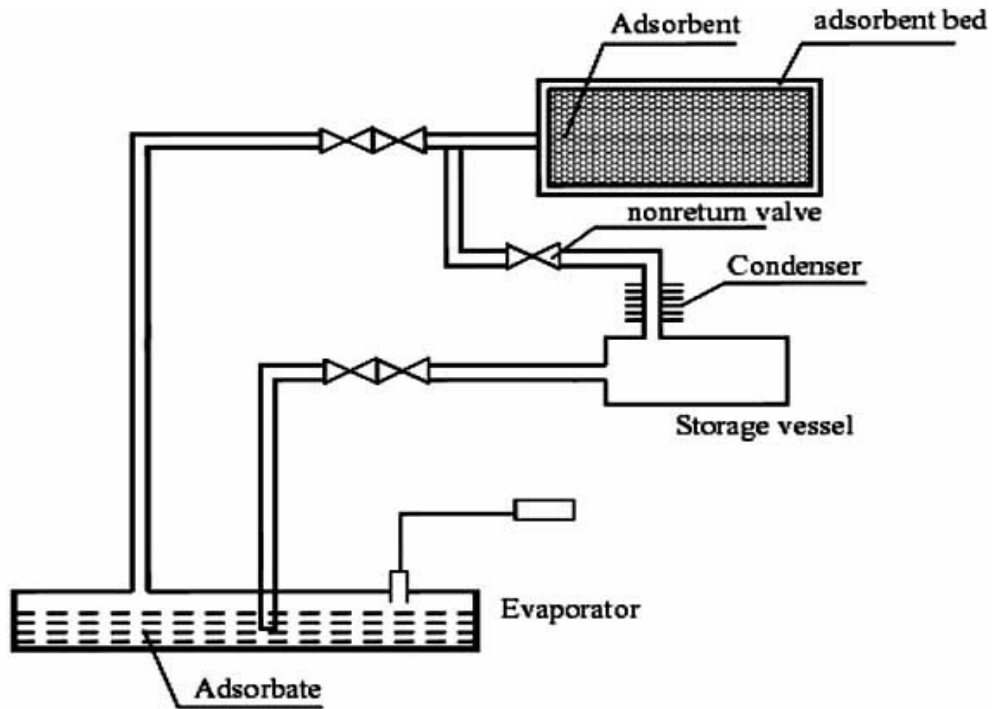 Adsorbent
adsorbent bed
nonreturn valve
Condenser
Storage vessel
Evaporator
Adsorbate